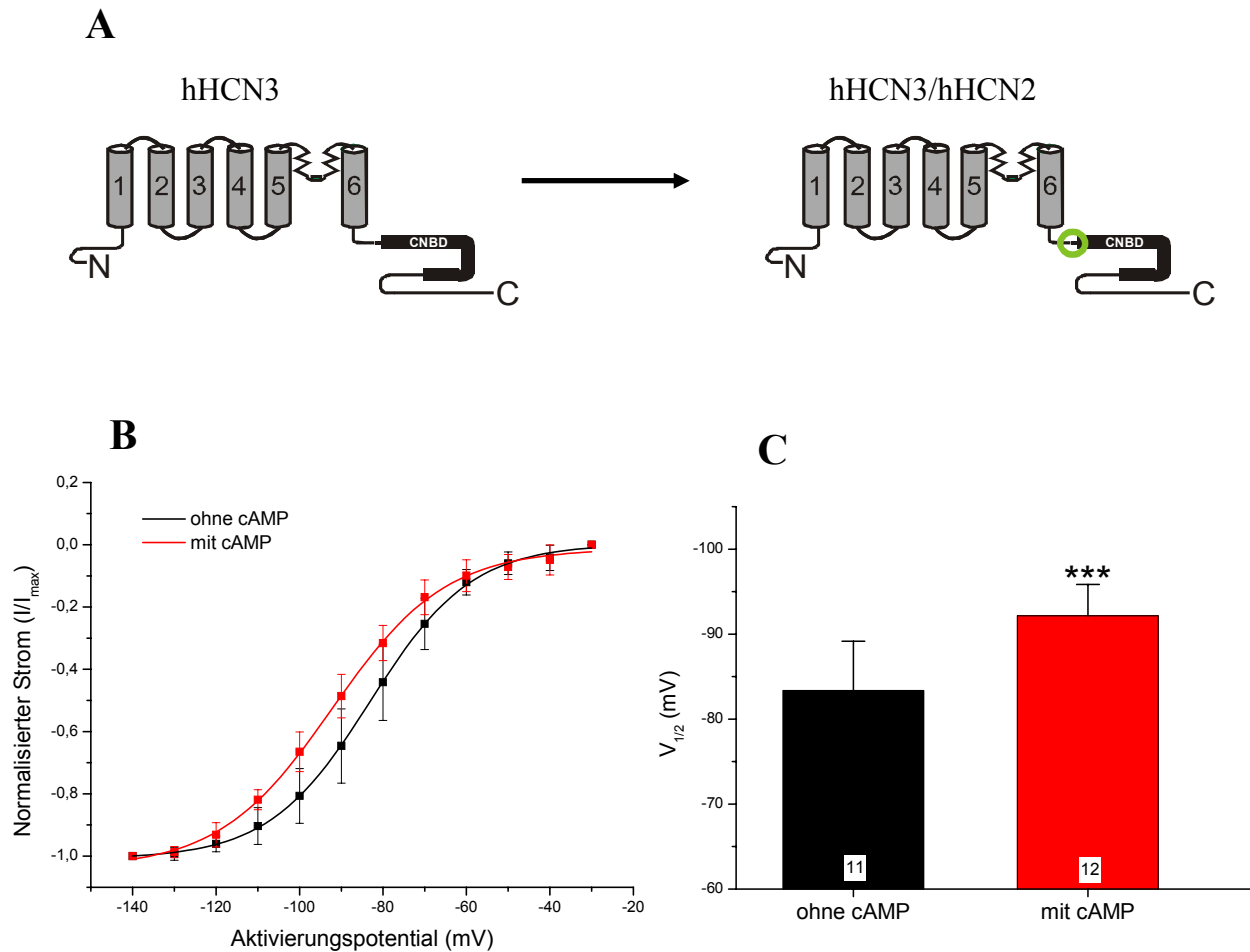 A
hHCN3
hHCN3/hHCN2
1 2 3 4 5 6
CNBD
N
C
1 2 3 4 5 6
CNBD
N
C
B
0,2
0,0
-0,2
-0,4
-0,6
-0,8
-1,0
Normalisierter Strom (I/Imax)
ohne cAMP
mit cAMP
-140 -120 -100 -80 -60 -40 -20
Aktivierungspotential (mV)
C
-100
-90
-80
-70
-60
V1/2 (mV)
***
11
12
ohne cAMP
mit cAMP